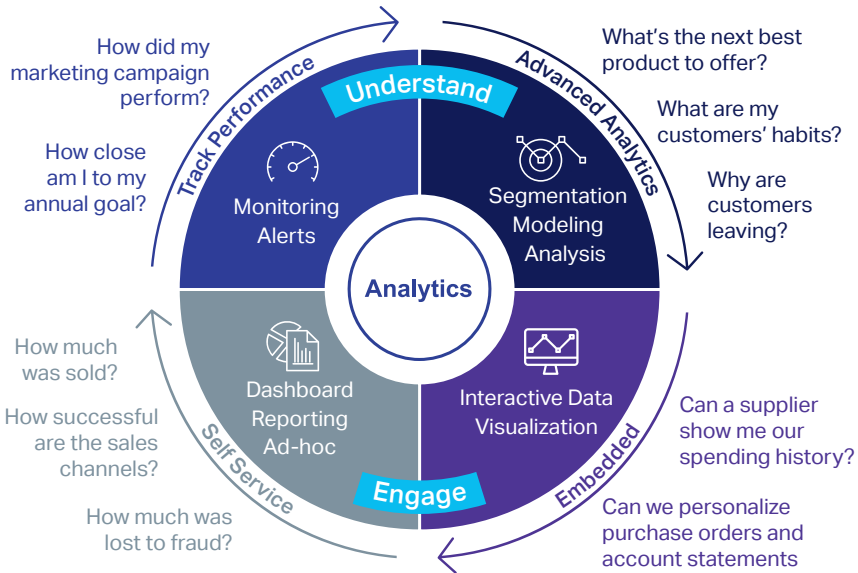 How did my
marketing campaign
perform?
How close
am I to my
annual goal?
Track Performance
Understand
Advanced Analytics
What's the next best
product to offer?
What are my
customers' habits?
Why are
customers
leaving?
Monitoring
Alerts
Segmentation
Modeling
Analysis
Analytics
How much
was sold?
How successful
are the sales
channels?
How much was
lost to fraud?
Self Service
Dashboard
Reporting
Ad-hoc
Interactive Data
Visualization
Engage
Embedded
Can a supplier
show me our
spending history?
Can we personalize
purchase orders and
account statements